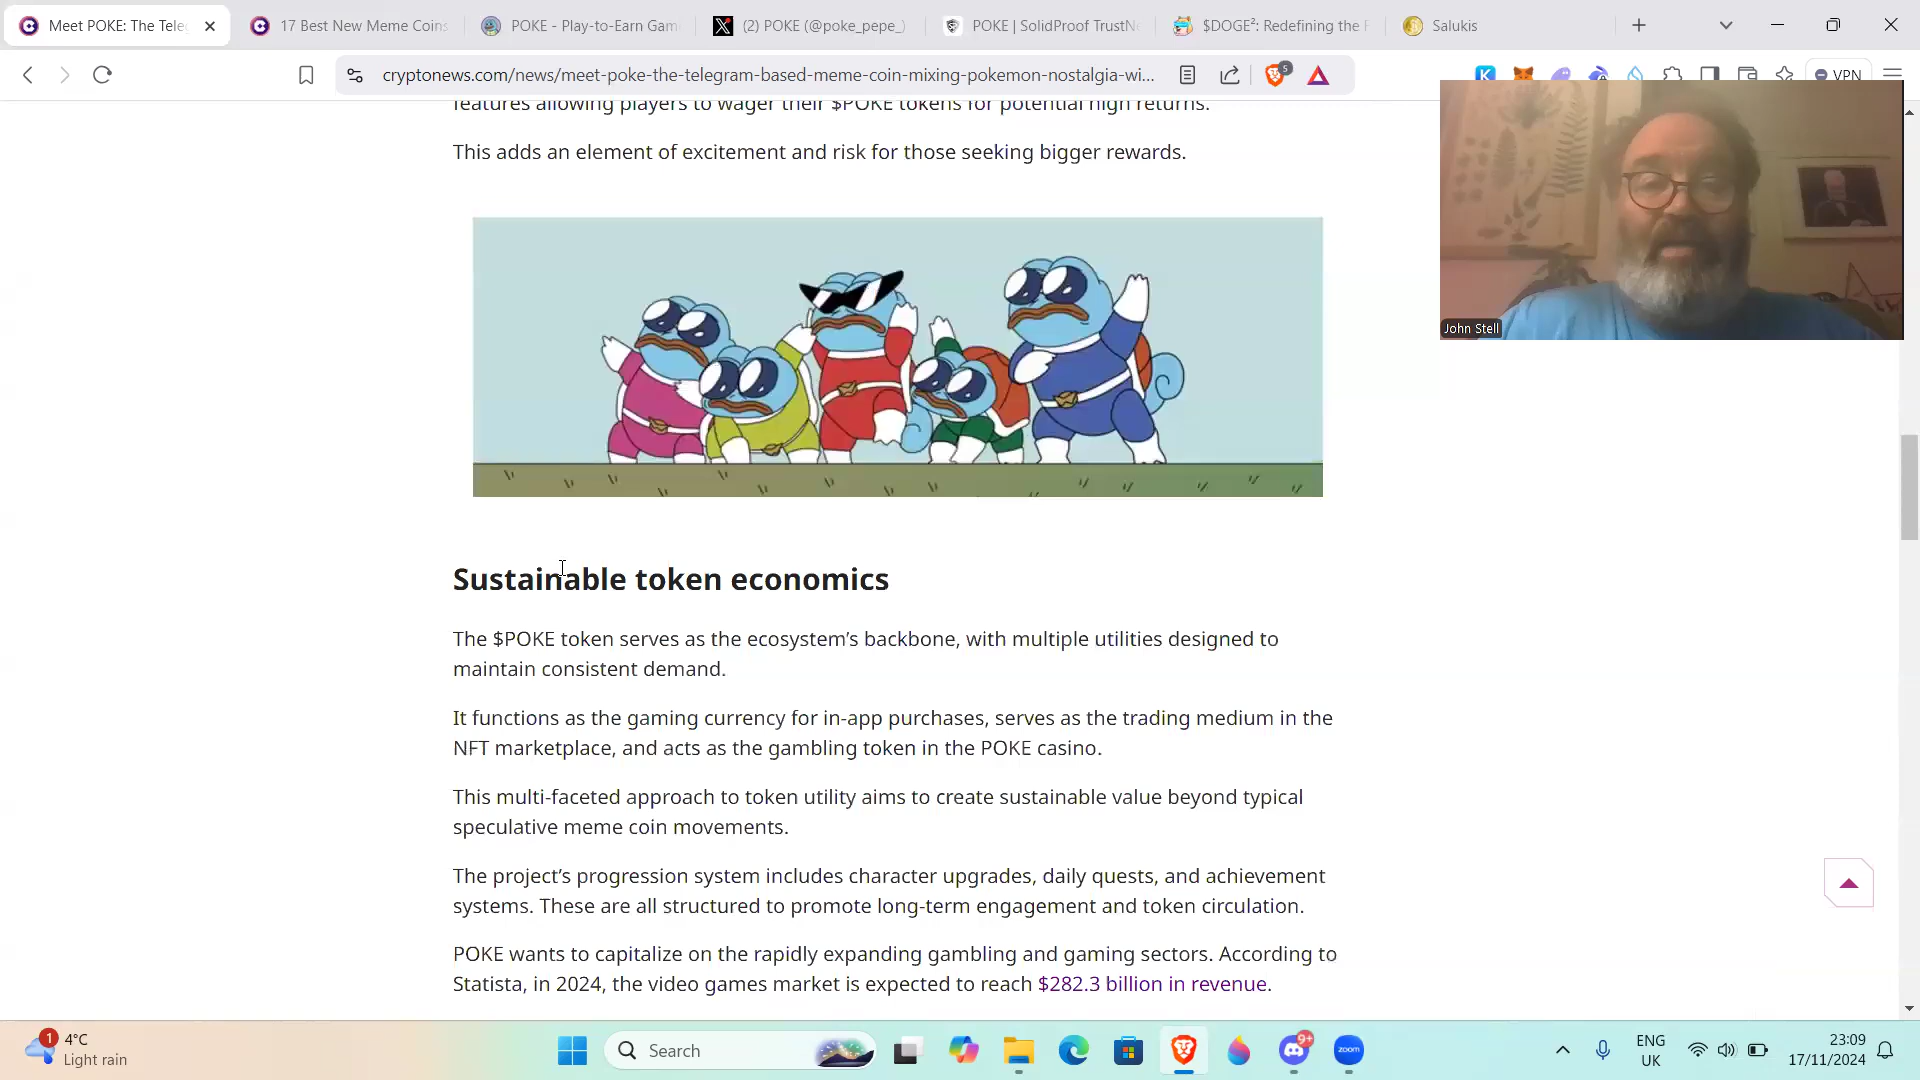 Meet POKE: The Tele
17 Best New Meme Coins
POKE - Play-to-Earn Gam
(2) POKE (@poke_pepe_)
POKE | SolidProof TrustN
$DOGE²: Redefining the F
Salukis
cryptonews.com/news/meet-poke-the-telegram-based-meme-coin-mixing-pokemon-nostalgia-wi...
5
VPN
features allowing players to wager their $POKE tokens for potential high returns.
This adds an element of excitement and risk for those seeking bigger rewards.
John Stell
Sustainable token economics
The $POKE token serves as the ecosystem’s backbone, with multiple utilities designed to
maintain consistent demand.
It functions as the gaming currency for in-app purchases, serves as the trading medium in the
NFT marketplace, and acts as the gambling token in the POKE casino.
This multi-faceted approach to token utility aims to create sustainable value beyond typical
speculative meme coin movements.
The project’s progression system includes character upgrades, daily quests, and achievement
systems. These are all structured to promote long-term engagement and token circulation.
POKE wants to capitalize on the rapidly expanding gambling and gaming sectors. According to
Statista, in 2024, the video games market is expected to reach $282.3 billion in revenue.
1
4°C
Light rain
Search
9+
zoom
ENG
UK
23:09
17/11/2024